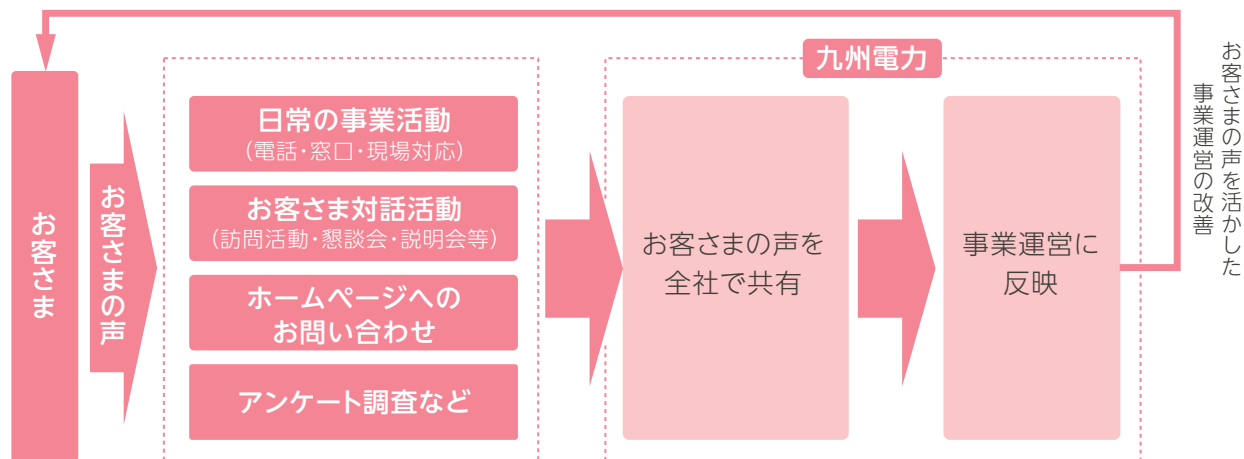 お客さま
お客さまの声
日常の事業活動
(電話・窓口・現場対応)
お客さま対話活動
(訪問活動・懇談会・説明会等)
ホームページへの
お問い合わせ
アンケート調査など
九州電力
お客さまの声を
全社で共有
事業運営に
反映
お客さまの声を活かした
事業運営の改善